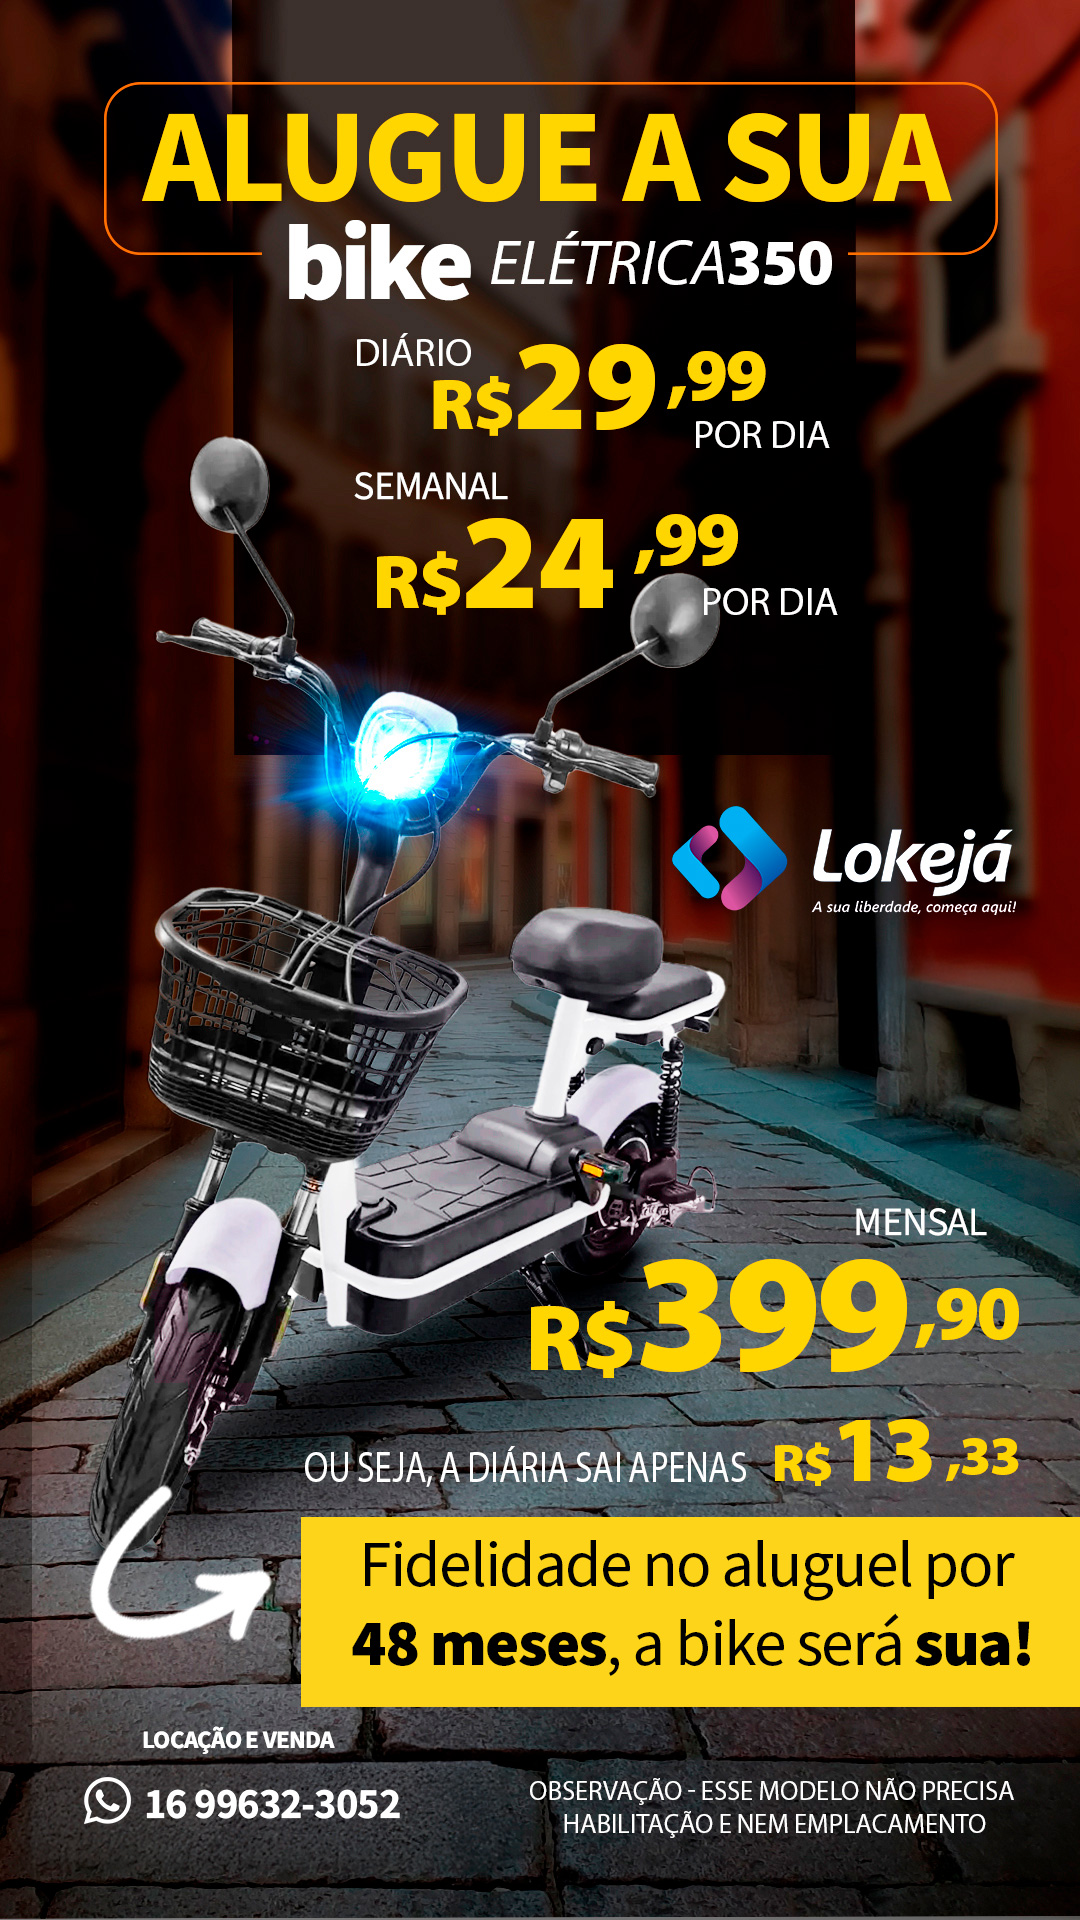 ALUGUE A SUA
bike ELÉTRICA350
DIÁRIO
R$29,99
POR DIA
SEMANAL
R$24,99
POR DIA
Lokejá
A sua liberdade, começa aqui!
MENSAL
R$399,90
OU SEJA, A DIÁRIA SAI APENAS R$13,33
Fidelidade no aluguel por
48 meses, a bike será sua!
LOCAÇÃO E VENDA
16 99632-3052
OBSERVAÇÃO - ESSE MODELO NÃO PRECISA
HABILITAÇÃO E NEM EMPLACAMENTO